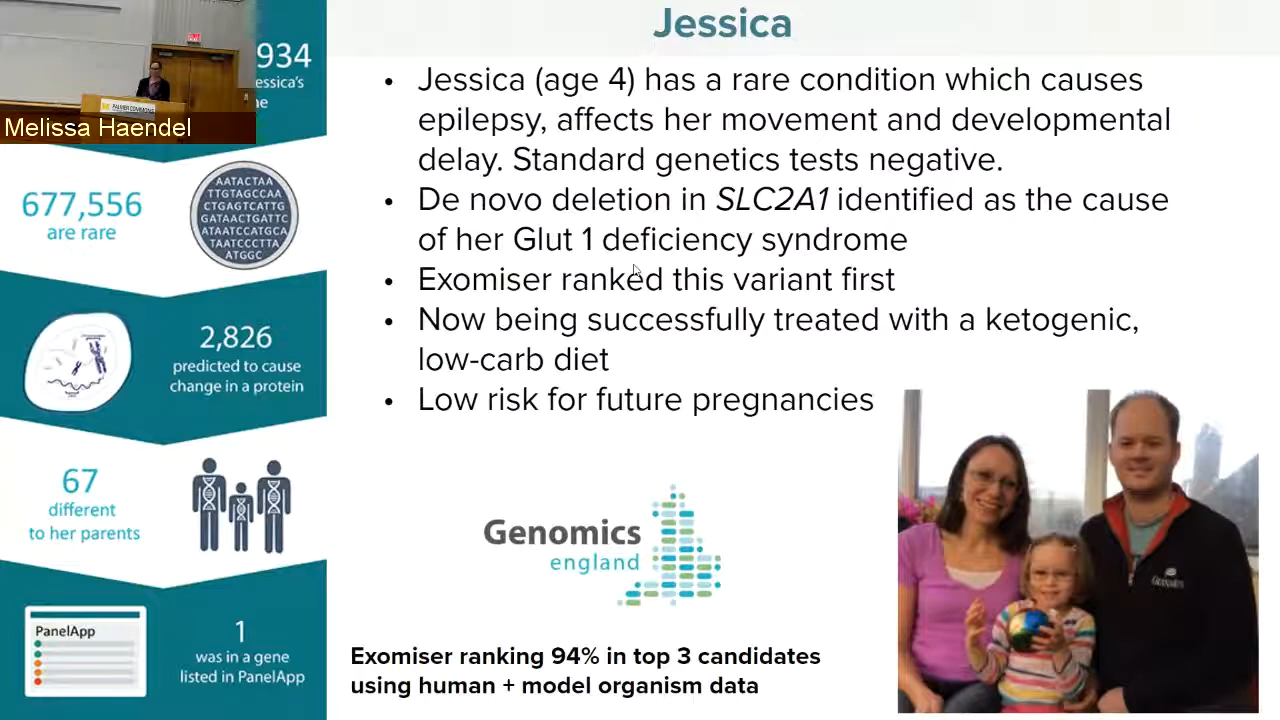 Jessica
934
essica's
ne
PALMER COMMONS
Melissa Haendel
677,556
are rare
AATACTAA
TTGTAGCCAA
CTGAGTCATTG
GATAACTGATTC
ATAATCCATGCA
TAATCCCTTA
ATGGC
2,826
predicted to cause
change in a protein
67
different
to her parents
PanelApp
1
was in a gene
listed in PanelApp
• Jessica (age 4) has a rare condition which causes
epilepsy, affects her movement and developmental
delay. Standard genetics tests negative.
• De novo deletion in SLC2A1 identified as the cause
of her Glut 1 deficiency syndrome
• Exomiser ranked this variant first
• Now being successfully treated with a ketogenic,
low-carb diet
• Low risk for future pregnancies
Genomics
england
Exomiser ranking 94% in top 3 candidates
using human + model organism data